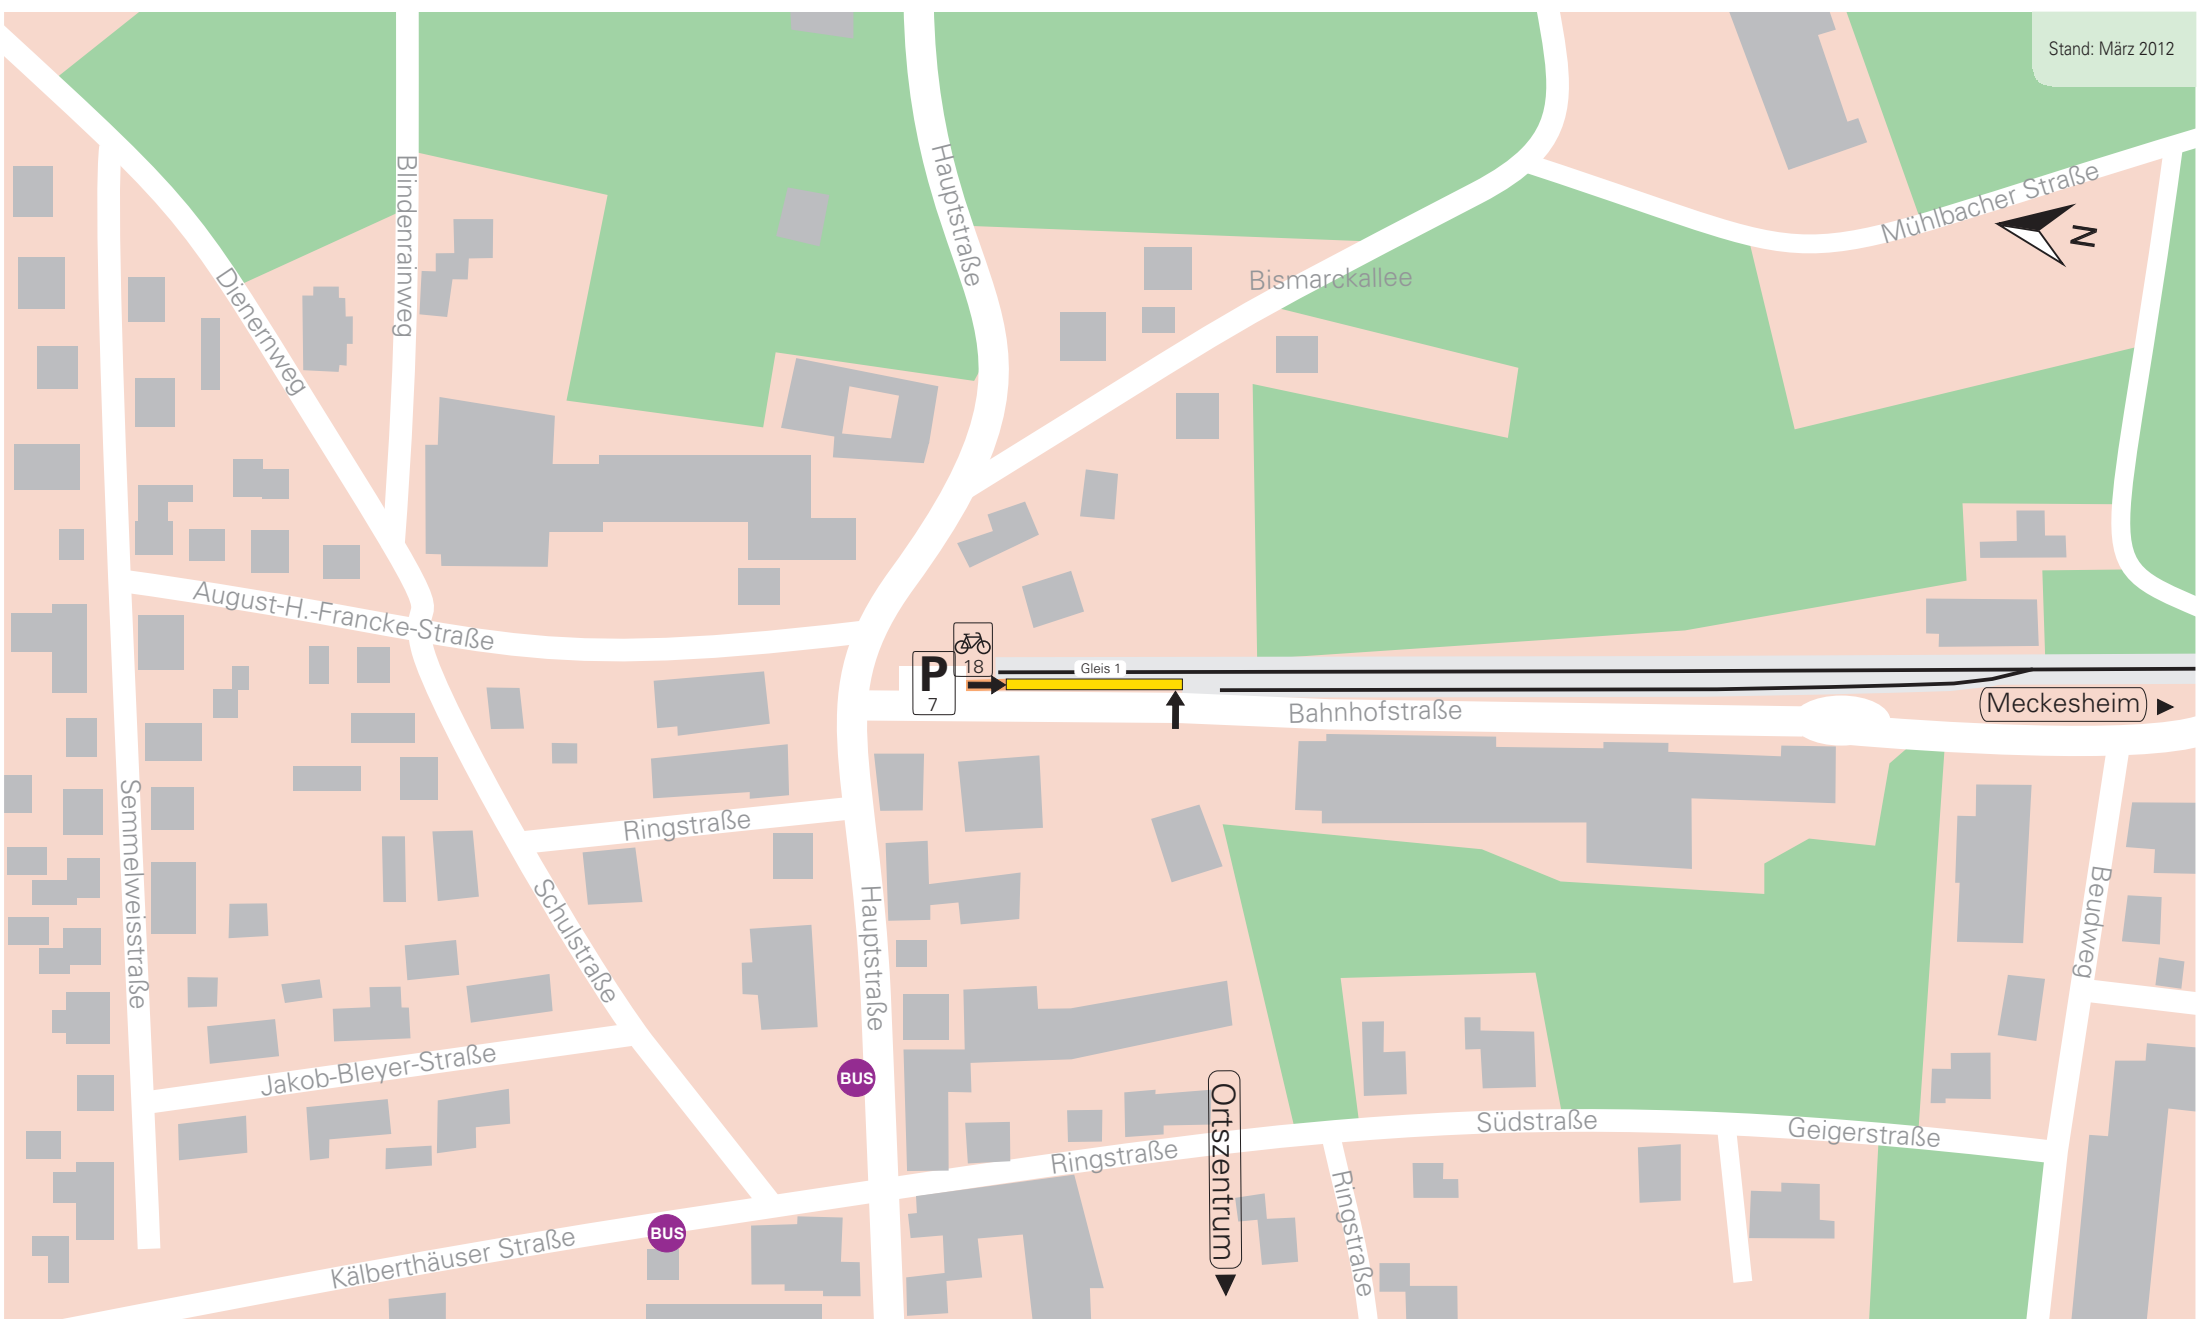 Stand: März 2012
Hauptstraße
Blindenrainweg
Mühlbacher Straße
N
Bismarckallee
Dienernweg
August-H.-Francke-Straße
18
P
7
Gleis 1
Bahnhofstraße
Meckesheim
Semmelweisstraße
Ringstraße
Schulstraße
Hauptstraße
Beudweg
Jakob-Bleyer-Straße
BUS
Ortszentrum
Südstraße
Geigerstraße
Ringstraße
Ringstraße
BUS
Kälberthäuser Straße